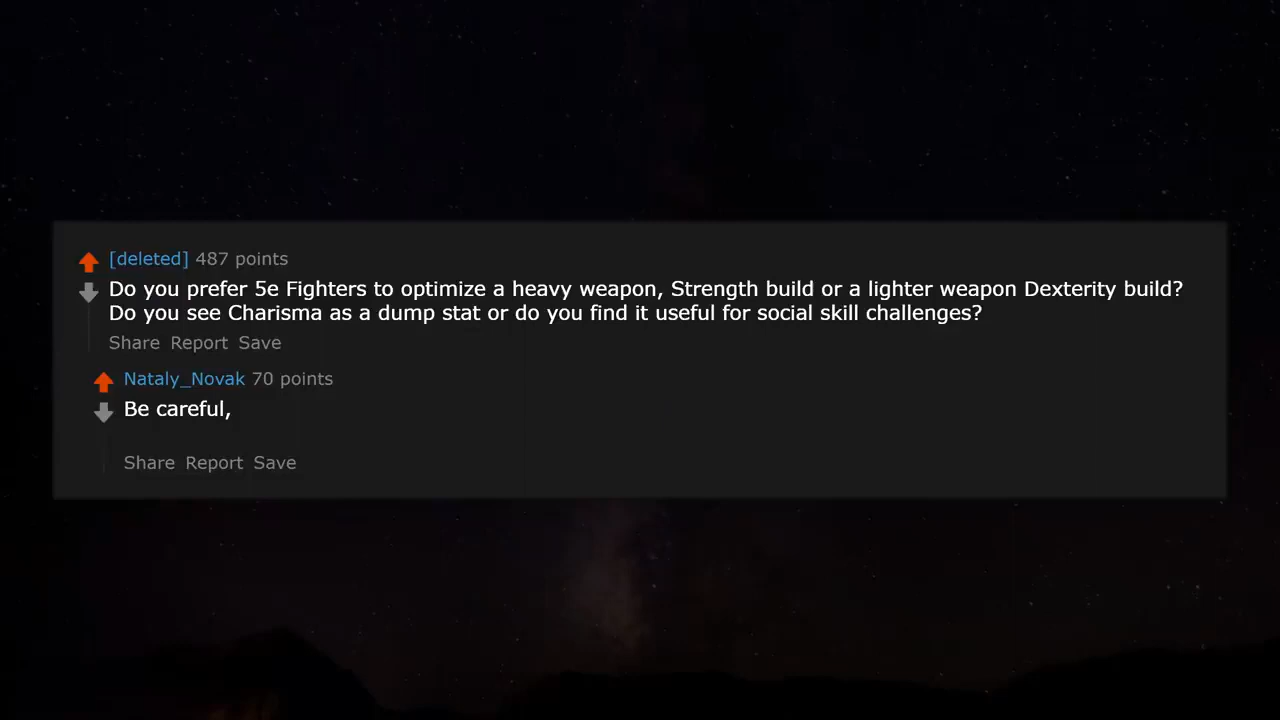 [deleted] 487 points
Do you prefer 5e Fighters to optimize a heavy weapon, Strength build or a lighter weapon Dexterity build?
Do you see Charisma as a dump stat or do you find it useful for social skill challenges?
Share Report Save
Nataly_Novak 70 points
Be careful,
Share Report Save